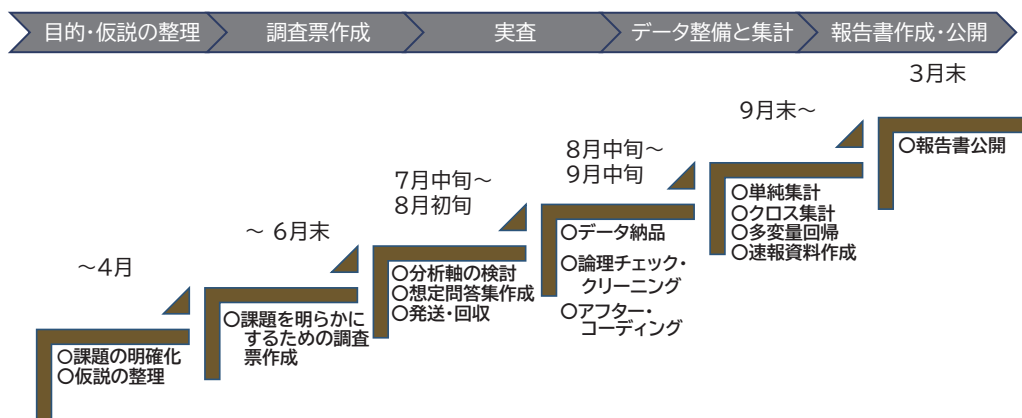 目的・仮説の整理
調査票作成
実査
データ整備と集計
報告書作成・公開
～4月
○課題の明確化
○仮説の整理
～ 6月末
○課題を明らかに
するための調査
票作成
7月中旬～
8月初旬
○分析軸の検討
○想定問答集作成
○発送・回収
8月中旬～
9月中旬
○データ納品
○論理チェック・
クリーニング
○アフター・
コーディング
9月末～
○単純集計
○クロス集計
○多変量回帰
○速報資料作成
3月末
○報告書公開